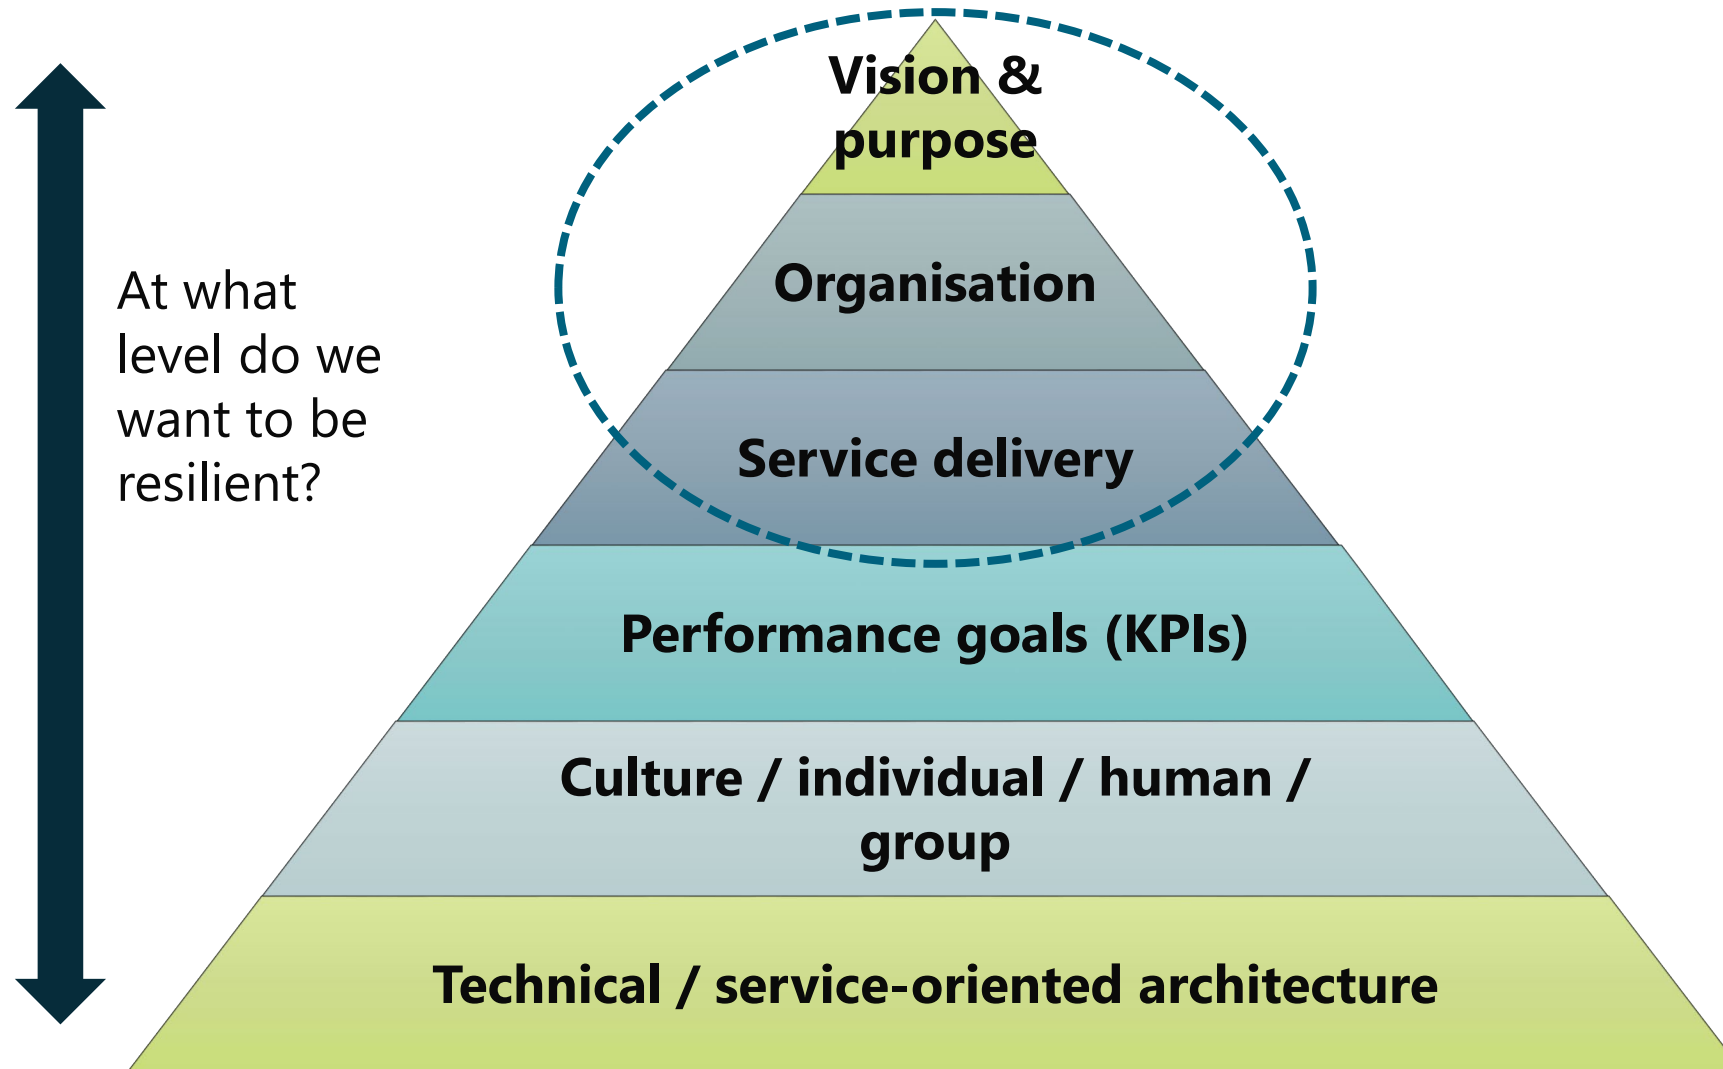 Vision &
purpose
At what
level do we
want to be
resilient?
Organisation
Service delivery
Performance goals (KPIs)
Culture / individual / human /
group
Technical / service-oriented architecture